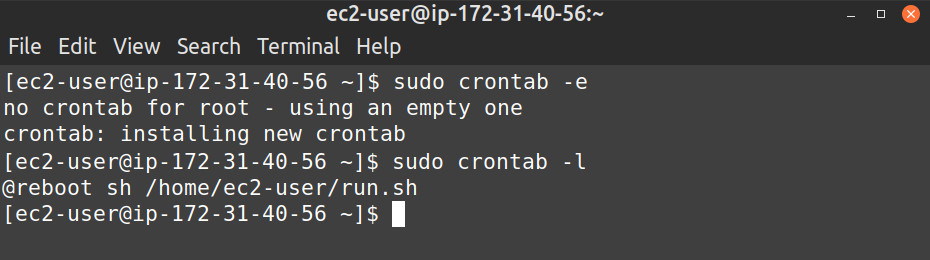 ec2-user@ip-172-31-40-56:~
File Edit View Search Terminal Help
[ec2-user@ip-172-31-40-56 ~]$ sudo crontab -e
no crontab for root - using an empty one
crontab: installing new crontab
[ec2-user@ip-172-31-40-56 ~]$ sudo crontab -l
@reboot sh /home/ec2-user/run.sh
[ec2-user@ip-172-31-40-56 ~]$